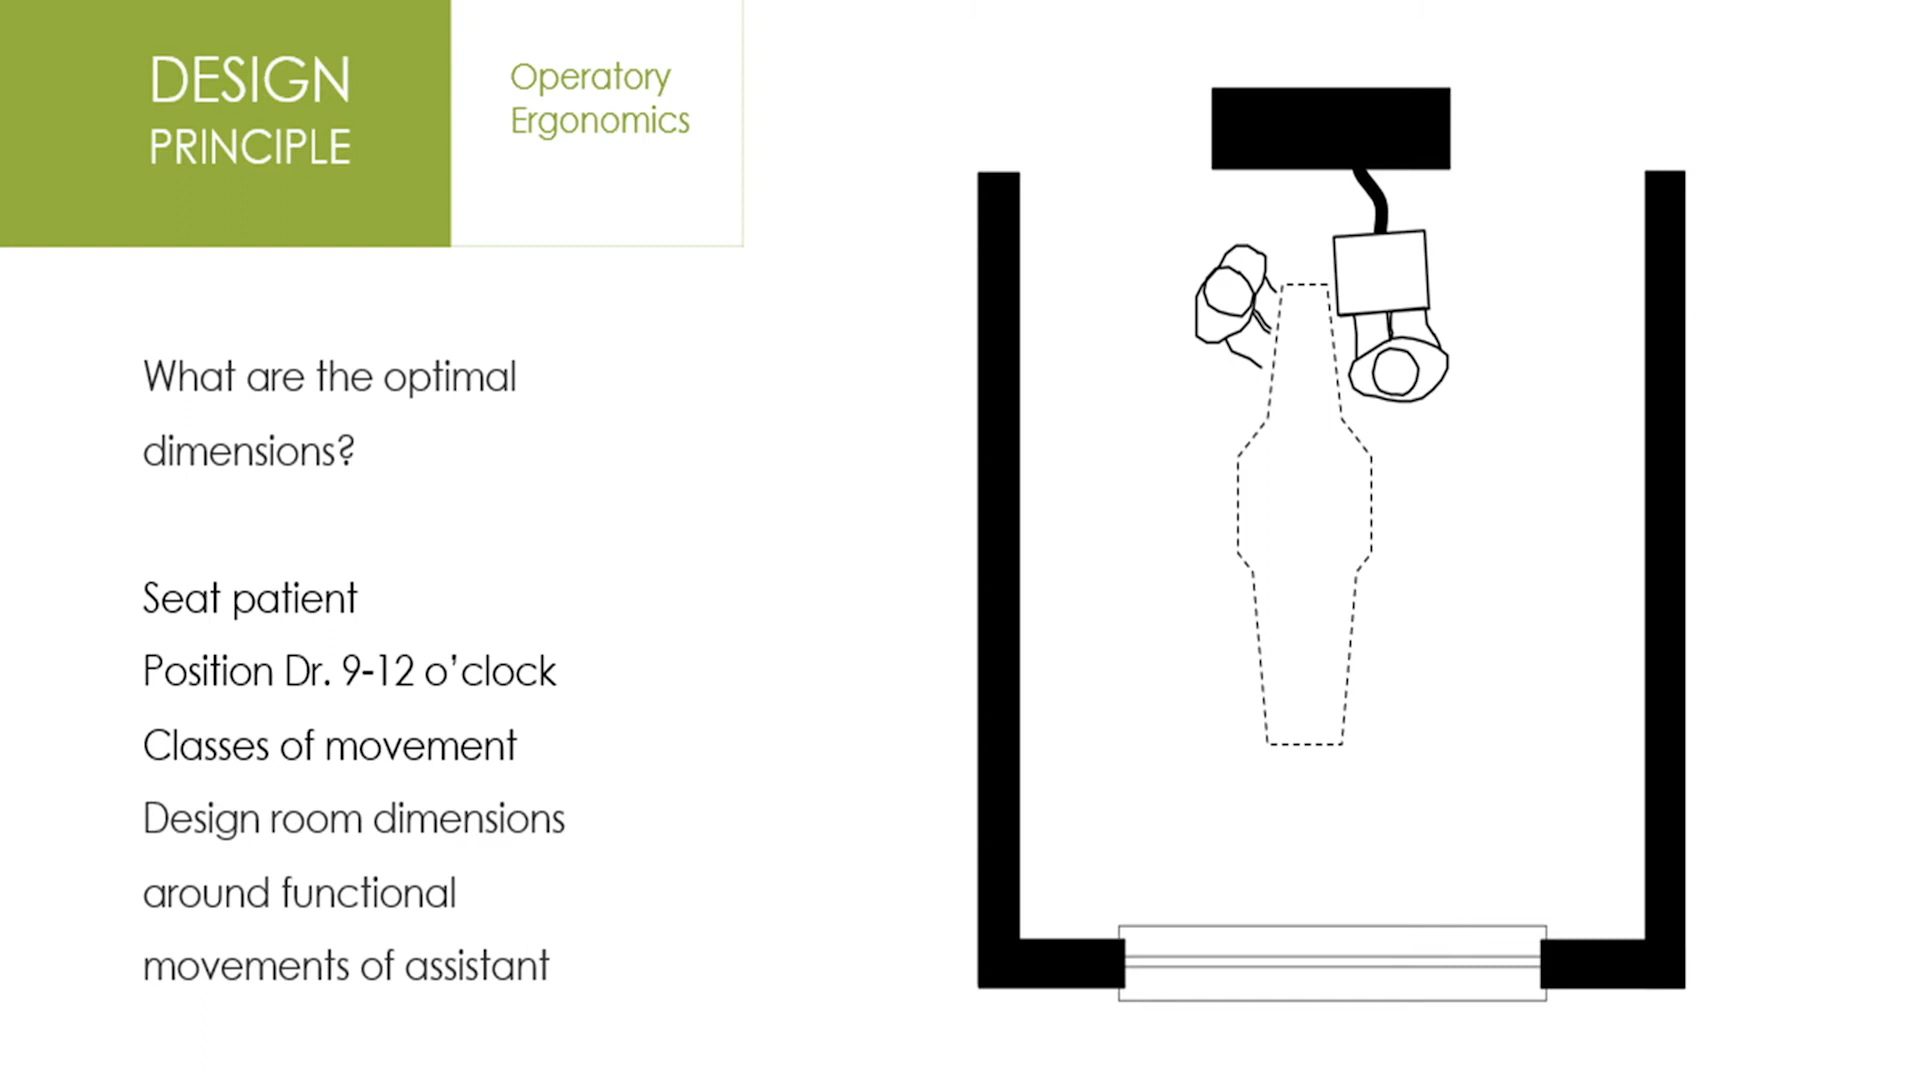 DESIGN
PRINCIPLE
Operatory
Ergonomics
What are the optimal
dimensions?
Seat patient
Position Dr. 9-12 o’clock
Classes of movement
Design room dimensions
around functional
movements of assistant